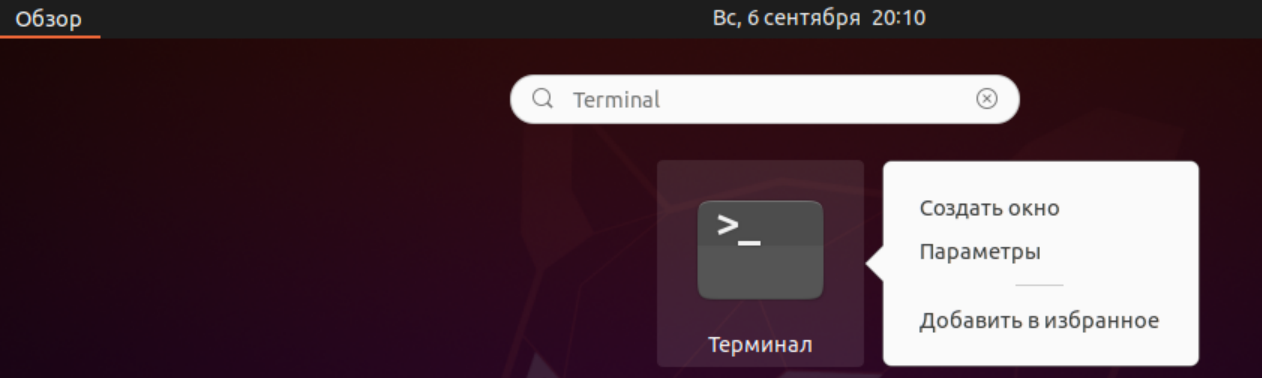 Обзор
Вс, 6 сентября 20:10
Terminal
>_
Терминал
Создать окно
Параметры
Добавить в избранное